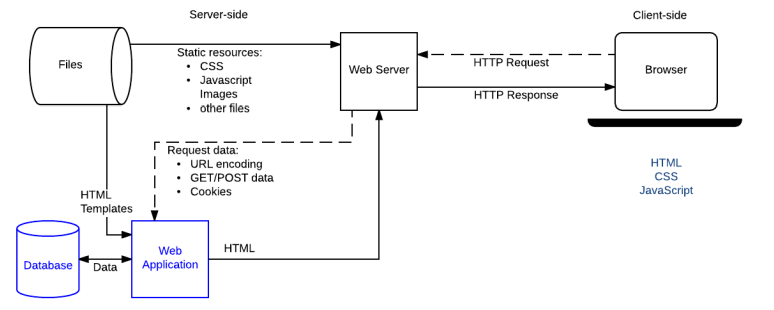 Server-side
Client-side
Files
Static resources:
• CSS
• Javascript
Images
• other files
Web Server
HTTP Request
HTTP Response
Browser
Request data:
• URL encoding
• GET/POST data
• Cookies
HTML
CSS
JavaScript
HTML
Templates
Database
Data
Web
Application
HTML